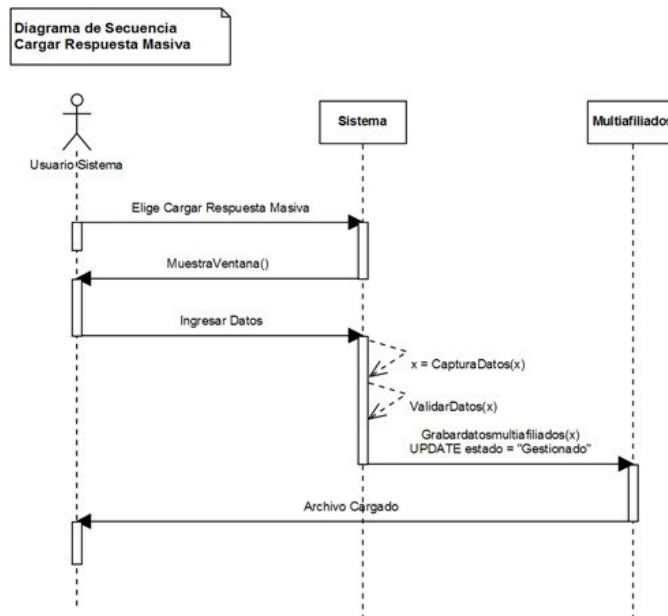 Diagrama de Secuencia
Cargar Respuesta Masiva
Usuario Sistema
Sistema
Multiafiliados
Elige Cargar Respuesta Masiva
MuestraVentana()
Ingresar Datos
x = CapturaDatos(x)
ValidarDatos(x)
Grabardatosmultiafiliados(x)
UPDATE estado = "Gestionado"
Archivo Cargado